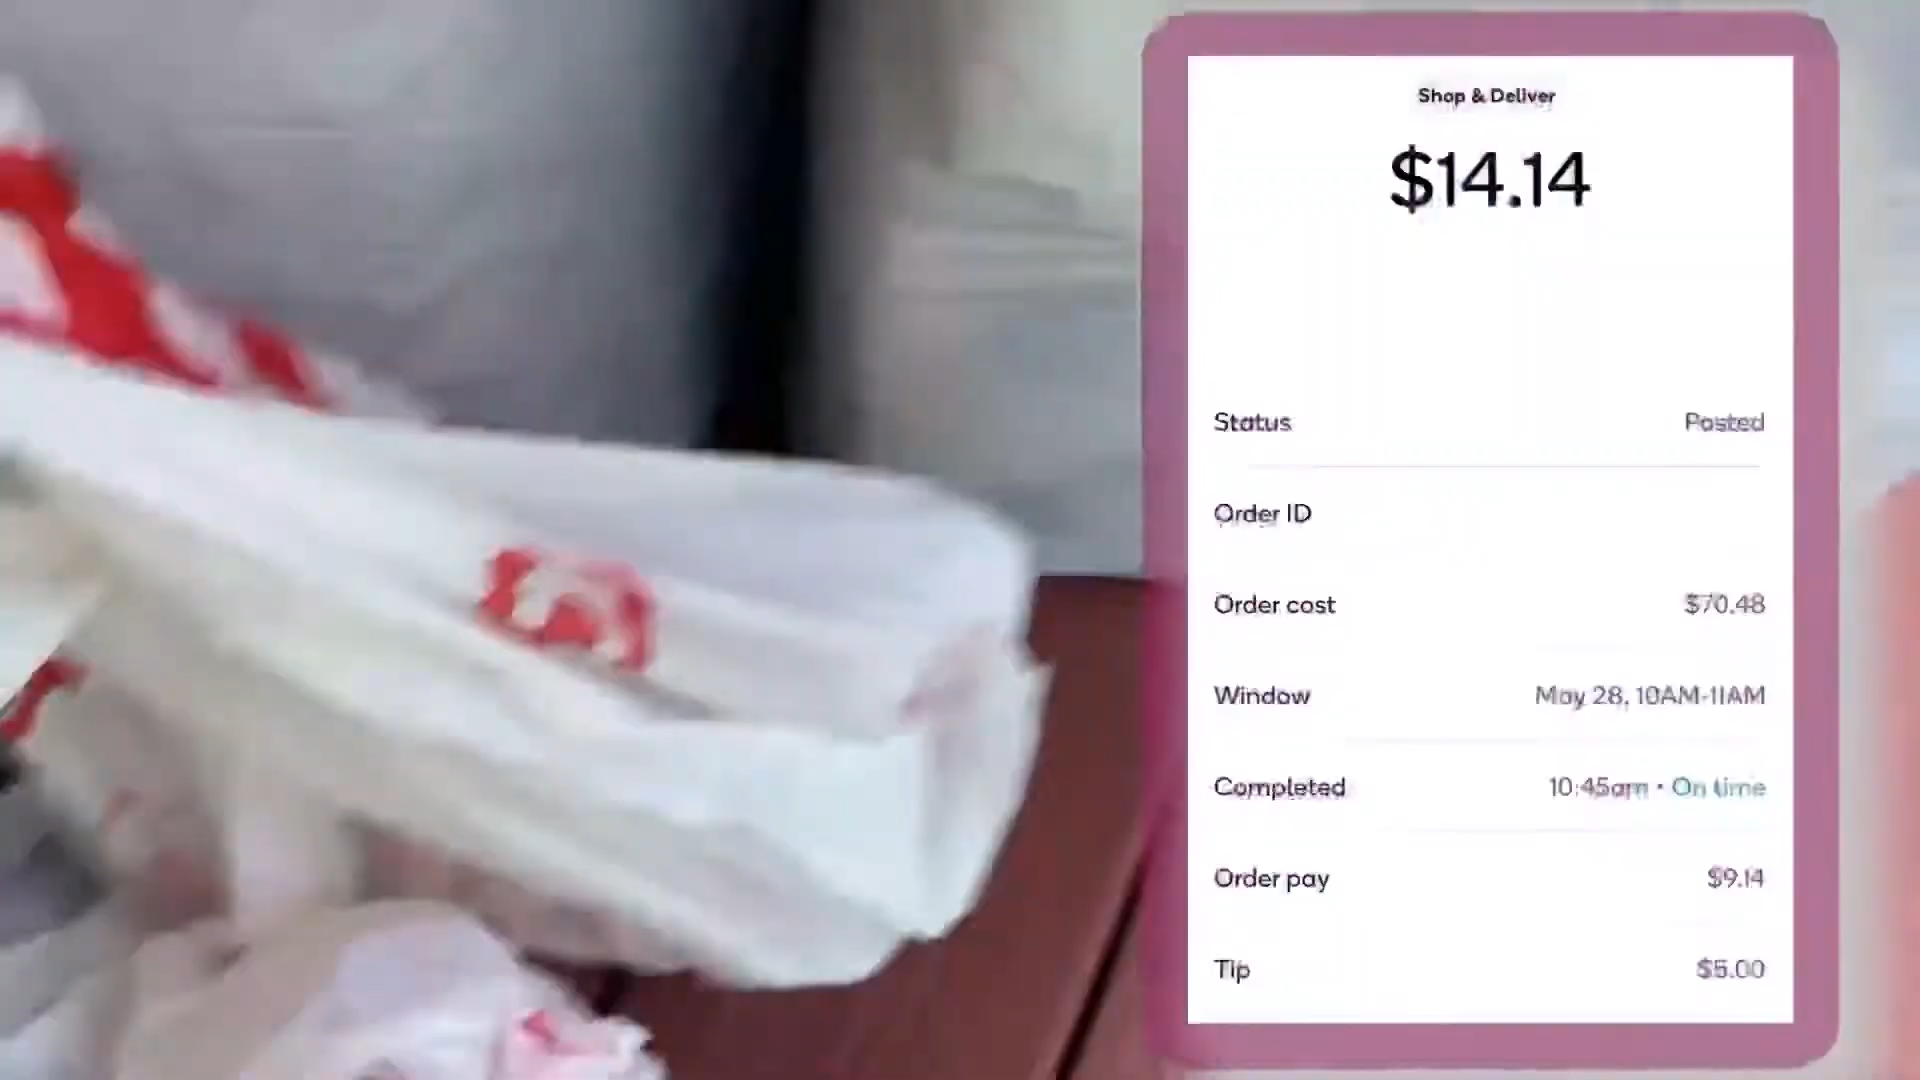 Shop & Deliver
$14.14
Status Posted
Order ID
Order cost $70.48
Window May 28, 10AM-11AM
Completed 10:45am • On time
Order pay $9.14
Tip $5.00